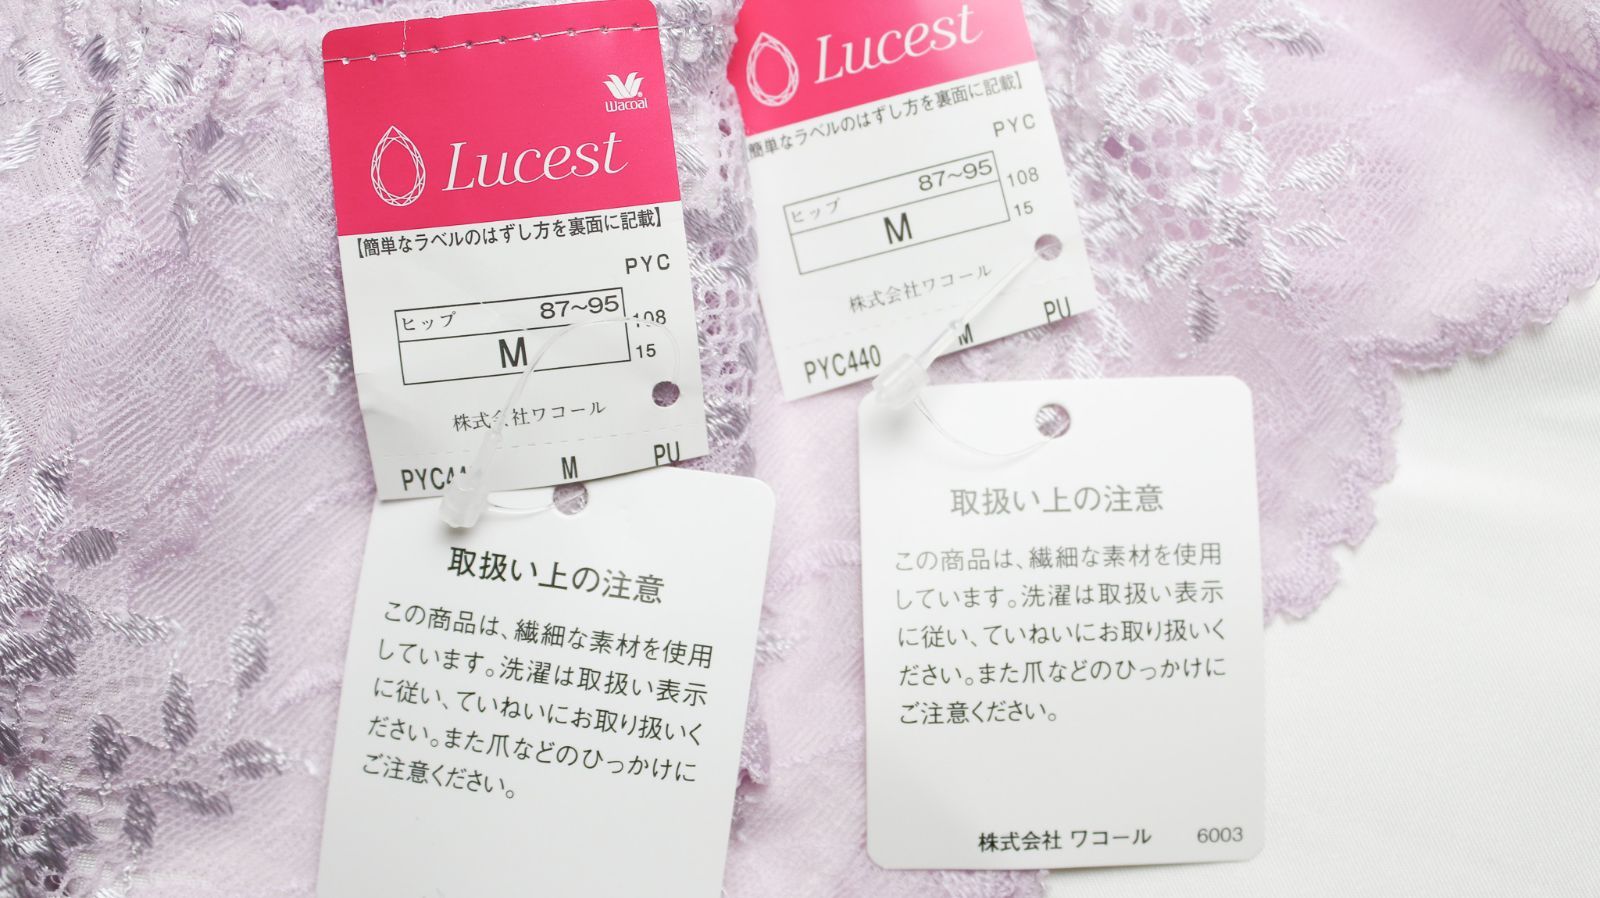 Wacoal
Lucest
【簡単なラベルのはずし方を裏面に記載】
PYC
ヒップ 87~95
108
M
15
株式会社ワコール
M PU
取扱い上の注意
この商品は、繊細な素材を使用
しています。洗濯は取扱い表示
に従い、ていねいにお取り扱いく
ださい。また爪などのひっかけに
ご注意ください。
Lucest
簡単なラベルのはずし方を裏面に記載】
PYC
ヒップ 87~95
108
M
15
株式会社ワコール
PYC440 M PU
取扱い上の注意
この商品は、繊細な素材を使用
しています。洗濯は取扱い表示
に従い、ていねいにお取り扱いく
ださい。また爪などのひっかけに
ご注意ください。
株式会社 ワコール 6003